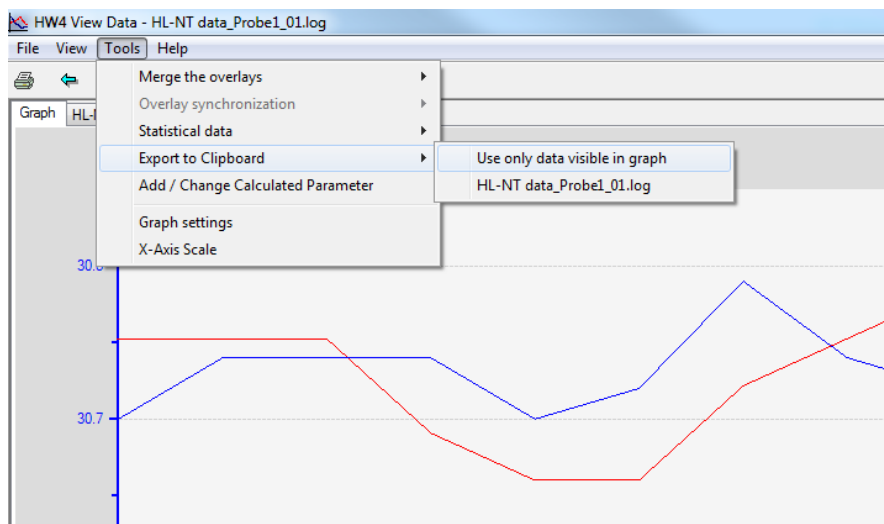 HW4 View Data - HL-NT data_Probe1_01.log
File View Tools Help
Merge the overlays
Overlay synchronization
Statistical data
Export to Clipboard
Add / Change Calculated Parameter
Graph settings
X-Axis Scale
Use only data visible in graph
HL-NT data_Probe1_01.log
Graph
30.7